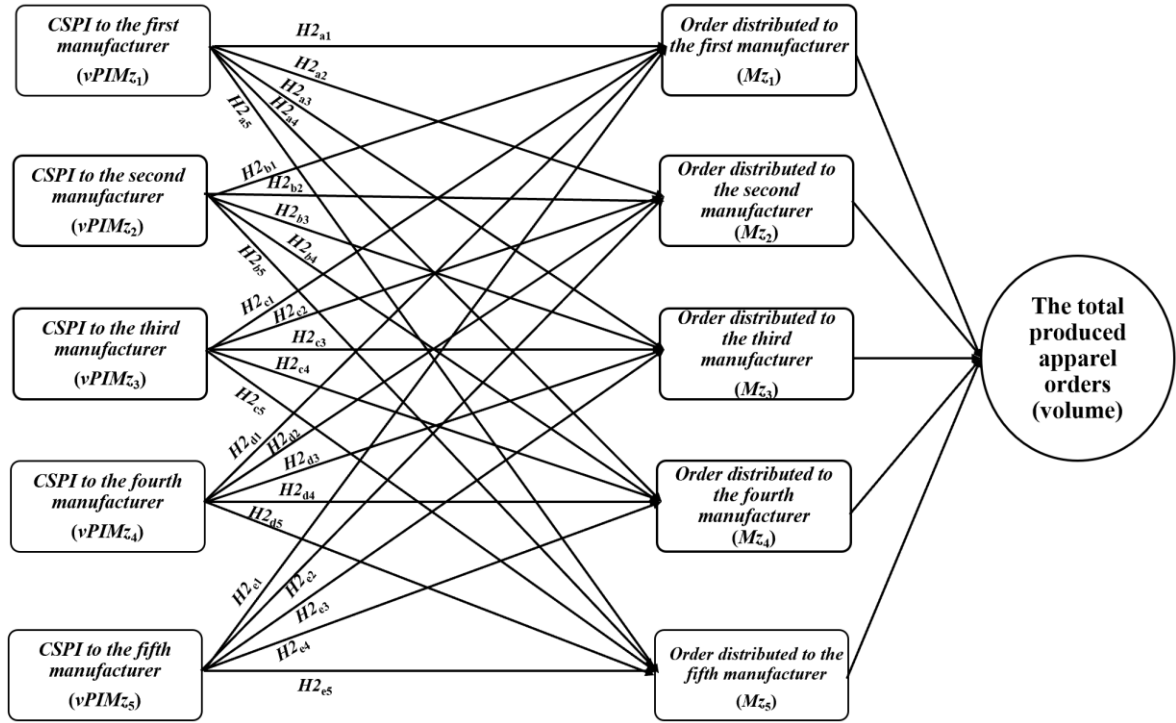 CSPI to the first
manufacturer
(vPIMz₁)
CSPI to the second
manufacturer
(vPIMz₂)
CSPI to the third
manufacturer
(vPIMz₃)
CSPI to the fourth
manufacturer
(vPIMz₄)
CSPI to the fifth
manufacturer
(vPIMz₅)
H2a1
H2a2
H2a3
H2a4
H2a5
H2b1
H2b2
H2b3
H2b4
H2b5
H2c1
H2c2
H2c3
H2c4
H2c5
H2d1
H2d2
H2d3
H2d4
H2d5
H2e1
H2e2
H2e3
H2e4
H2e5
Order distributed to
the first manufacturer
(Mz₁)
Order distributed to
the second
manufacturer
(Mz₂)
Order distributed to
the third
manufacturer
(Mz₃)
Order distributed to
the fourth
manufacturer
(Mz₄)
Order distributed to the
fifth manufacturer
(Mz₅)
The total
produced
apparel
orders
(volume)